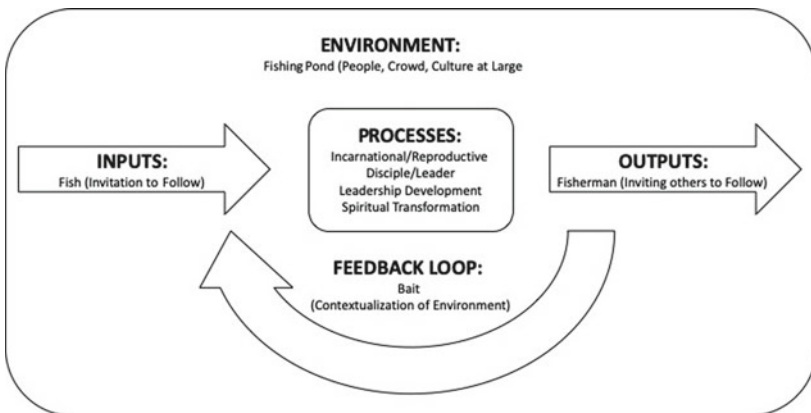 ENVIRONMENT:
Fishing Pond (People, Crowd, Culture at Large
INPUTS:
Fish (Invitation to Follow)
PROCESSES:
Incarnational/Reproductive
Disciple/Leader
Leadership Development
Spiritual Transformation
OUTPUTS:
Fisherman (Inviting others to Follow)
FEEDBACK LOOP:
Bait
(Contextualization of Environment)